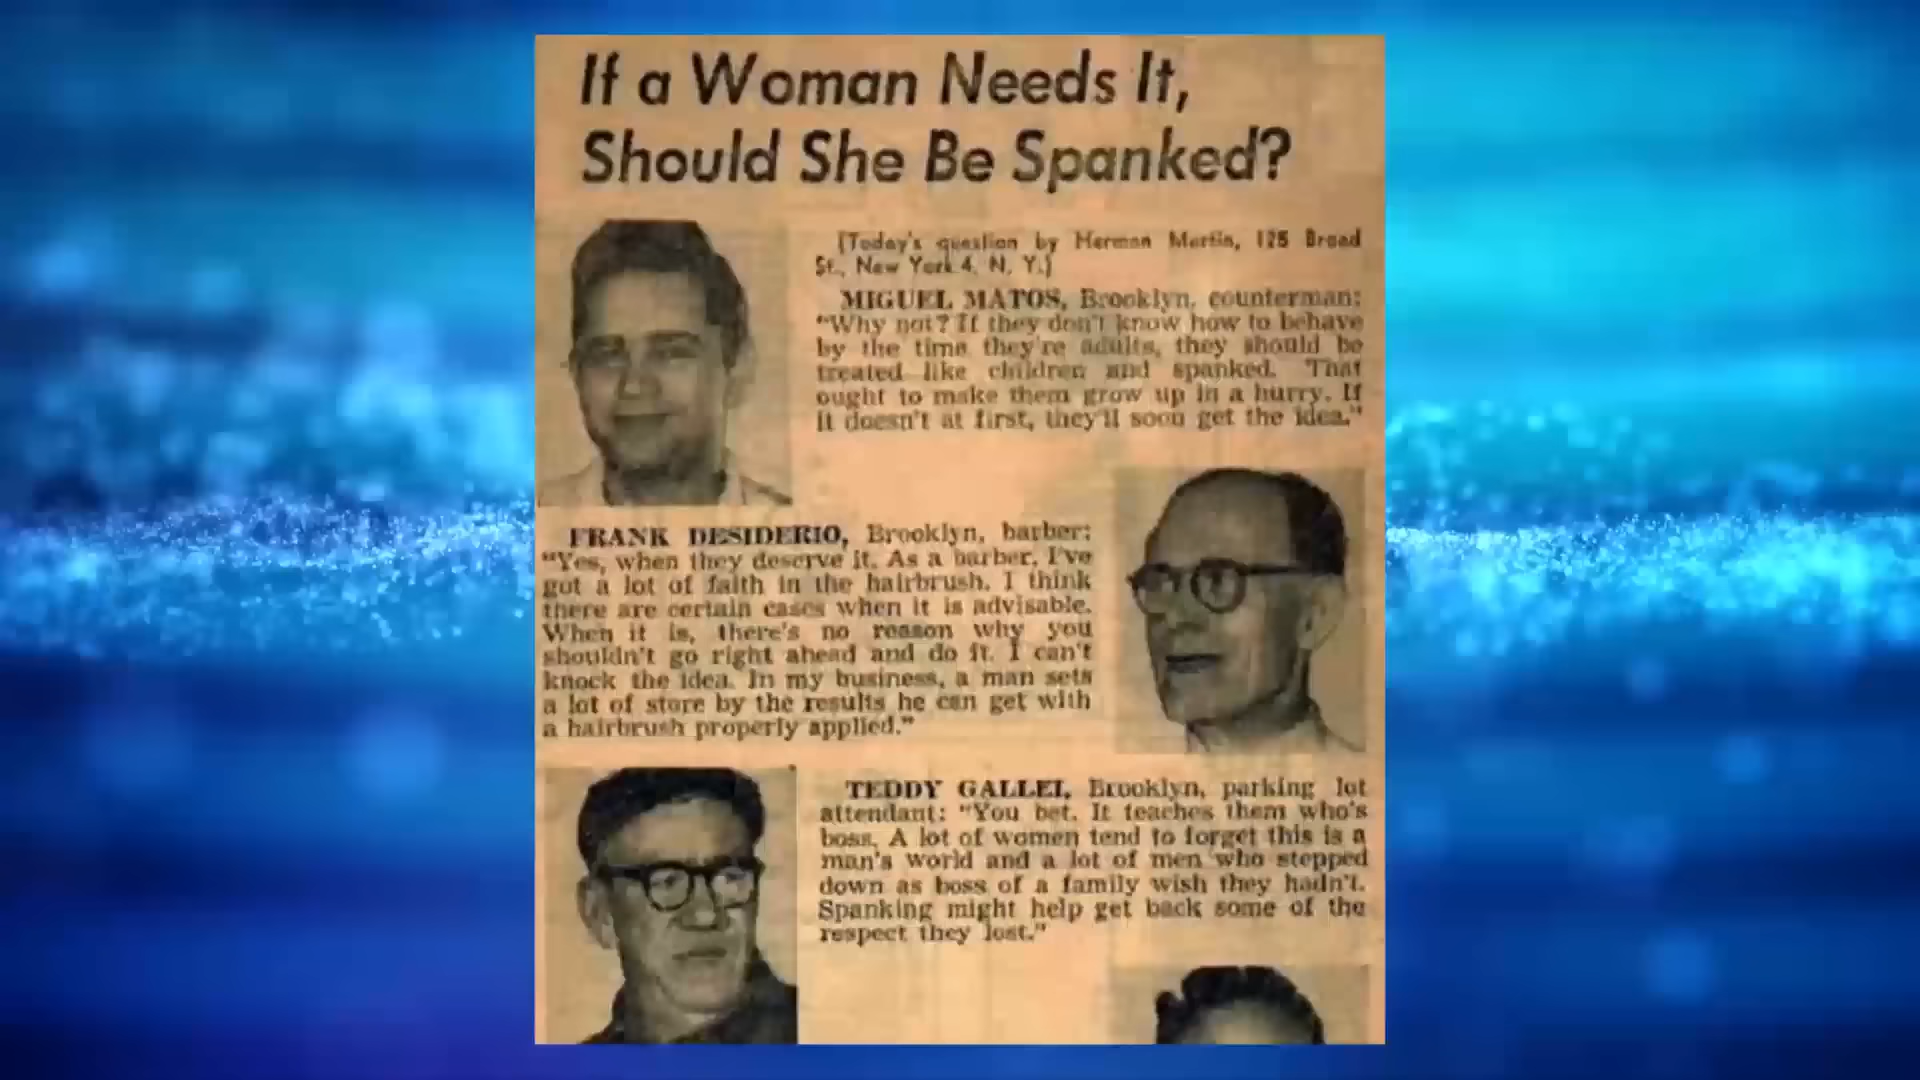 If a Woman Needs It,
Should She Be Spanked?
(Today's question by Herman Martin, 125 Broad
St., New York 4, N. Y.)
MIGUEL MATOS, Brooklyn, counterman:
"Why not? If they don't know how to behave
by the time they're adults, they should be
treated like children and spanked. That
ought to make them grow up in a hurry. If
it doesn't at first, they'll soon get the idea."
FRANK DESIDERIO, Brooklyn, barber:
"Yes, when they deserve it. As a barber, I've
got a lot of faith in the hairbrush. I think
there are certain cases when it is advisable.
When it is, there's no reason why you
shouldn't go right ahead and do it. I can't
knock the idea. In my business, a man sets
a lot of store by the results he can get with
a hairbrush properly applied."
TEDDY GALLEI, Brooklyn, parking lot
attendant: "You bet. It teaches them who's
boss. A lot of women tend to forget this is a
man's world and a lot of men who stepped
down as boss of a family wish they hadn't.
Spanking might help get back some of the
respect they lost."